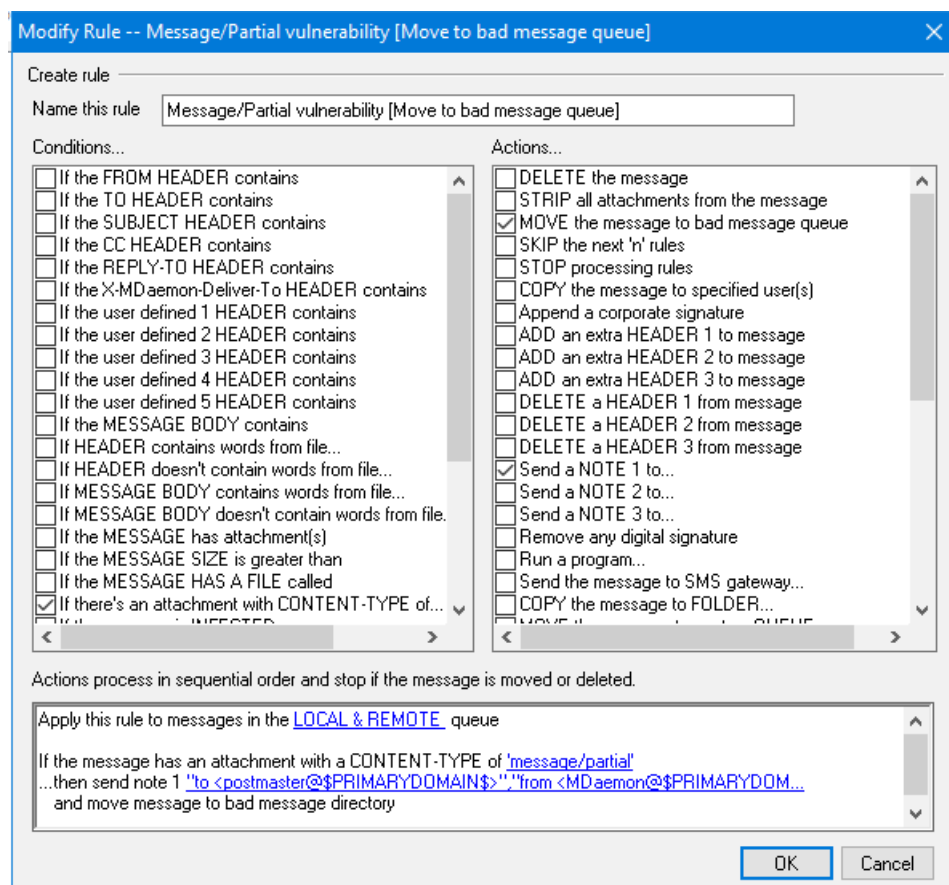 Modify Rule -- Message/Partial vulnerability [Move to bad message queue]
Create rule
Name this rule
Message/Partial vulnerability [Move to bad message queue]
Conditions...
If the FROM HEADER contains
If the TO HEADER contains
If the SUBJECT HEADER contains
If the CC HEADER contains
If the REPLY-TO HEADER contains
If the X-MDaemon-Deliver-To HEADER contains
If the user defined 1 HEADER contains
If the user defined 2 HEADER contains
If the user defined 3 HEADER contains
If the user defined 4 HEADER contains
If the user defined 5 HEADER contains
If the MESSAGE BODY contains
If HEADER contains words from file...
If HEADER doesn't contain words from file...
If MESSAGE BODY contains words from file...
If MESSAGE BODY doesn't contain words from file.
If the MESSAGE has attachment(s)
If the MESSAGE SIZE is greater than
If the MESSAGE HAS A FILE called
If there's an attachment with CONTENT-TYPE of...
Actions...
DELETE the message
STRIP all attachments from the message
MOVE the message to bad message queue
SKIP the next 'n' rules
STOP processing rules
COPY the message to specified user(s)
Append a corporate signature
ADD an extra HEADER 1 to message
ADD an extra HEADER 2 to message
ADD an extra HEADER 3 to message
DELETE a HEADER 1 from message
DELETE a HEADER 2 from message
DELETE a HEADER 3 from message
Send a NOTE 1 to...
Send a NOTE 2 to...
Send a NOTE 3 to...
Remove any digital signature
Run a program...
Send the message to SMS gateway...
COPY the message to FOLDER...
Actions process in sequential order and stop if the message is moved or deleted.
Apply this rule to messages in the LOCAL & REMOTE queue
If the message has an attachment with a CONTENT-TYPE of 'message/partial'
...then send note 1 "to <postmaster@$PRIMARYDOMAIN$>","from <MDaemon@$PRIMARYDOM...
and move message to bad message directory
OK
Cancel